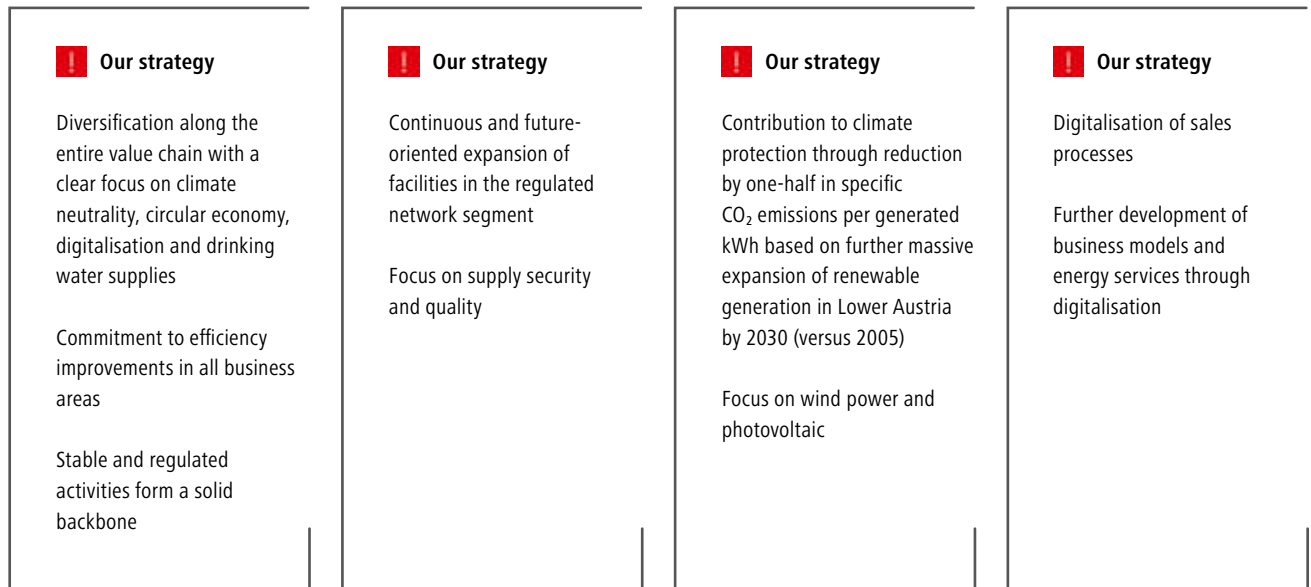 Our strategy
Diversification along the
entire value chain with a
clear focus on climate
neutrality, circular economy,
digitalisation and drinking
water supplies
Commitment to efficiency
improvements in all business
areas
Stable and regulated
activities form a solid
backbone
Our strategy
Continuous and future-
oriented expansion of
facilities in the regulated
network segment
Focus on supply security
and quality
Our strategy
Contribution to climate
protection through reduction
by one-half in specific
CO₂ emissions per generated
kWh based on further massive
expansion of renewable
generation in Lower Austria
by 2030 (versus 2005)
Focus on wind power and
photovoltaic
Our strategy
Digitalisation of sales
processes
Further development of
business models and
energy services through
digitalisation